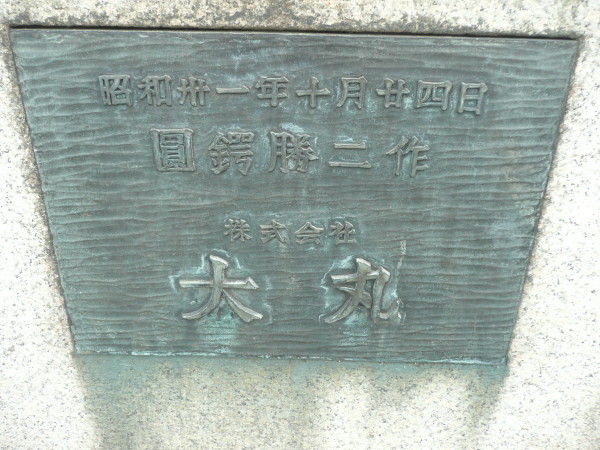 昭和卅一年十月廿四日
圓鍔勝二作
株式会社
大丸